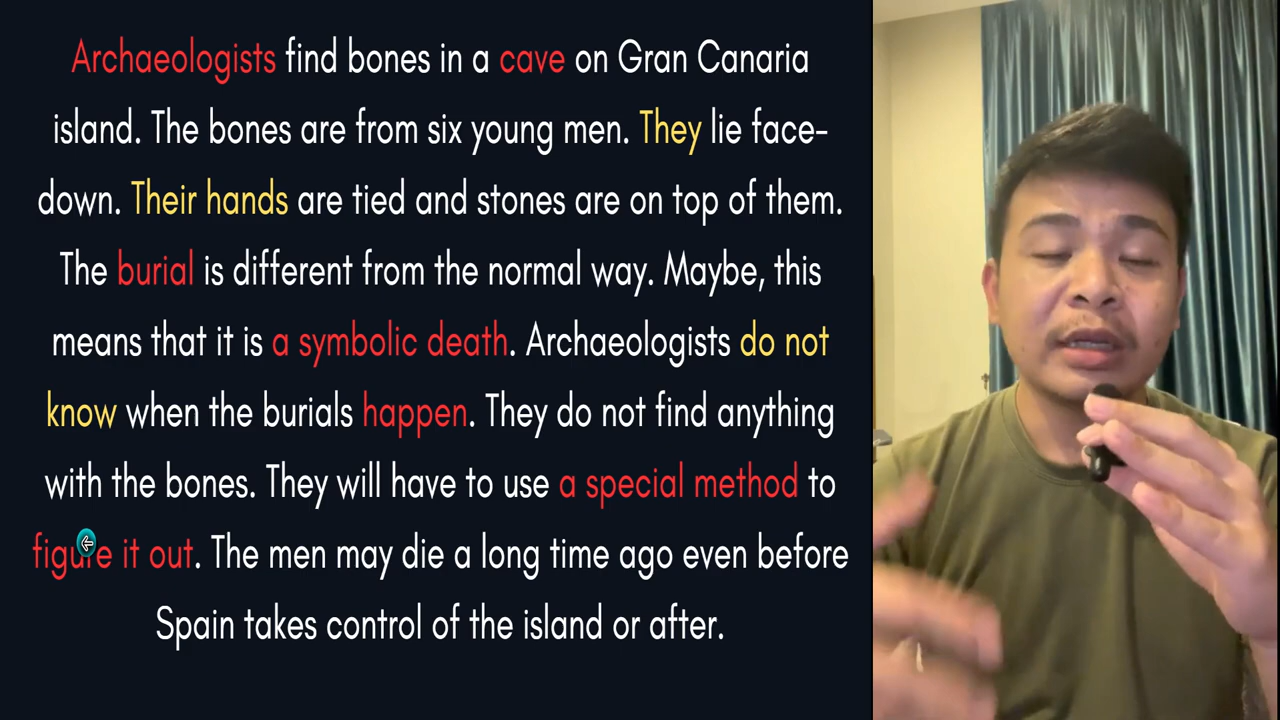 Archaeologists find bones in a cave on Gran Canaria
island. The bones are from six young men. They lie face-
down. Their hands are tied and stones are on top of them.
The burial is different from the normal way. Maybe, this
means that it is a symbolic death. Archaeologists do not
know when the burials happen. They do not find anything
with the bones. They will have to use a special method to
figure it out. The men may die a long time ago even before
Spain takes control of the island or after.